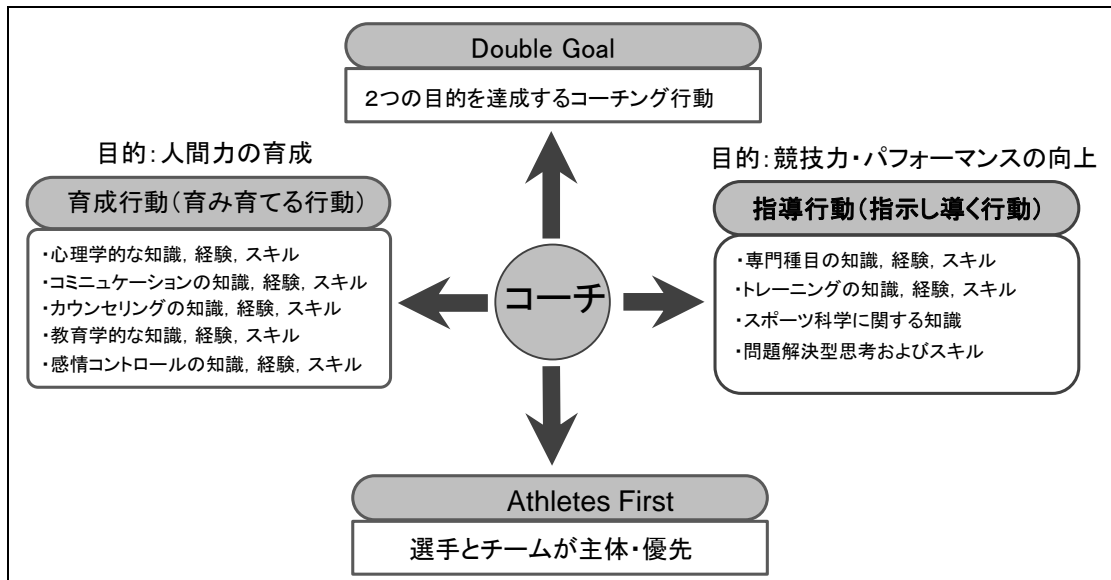 Double Goal
2つの目的を達成するコーチング行動
目的：人間力の育成
育成行動(育み育てる行動)
・心理学的な知識, 経験, スキル
・コミニュケーションの知識, 経験, スキル
・カウンセリングの知識, 経験, スキル
・教育学的な知識, 経験, スキル
・感情コントロールの知識, 経験, スキル
コーチ
目的：競技力・パフォーマンスの向上
指導行動(指示し導く行動)
・専門種目の知識, 経験, スキル
・トレーニングの知識, 経験, スキル
・スポーツ科学に関する知識
・問題解決型思考およびスキル
Athletes First
選手とチームが主体・優先